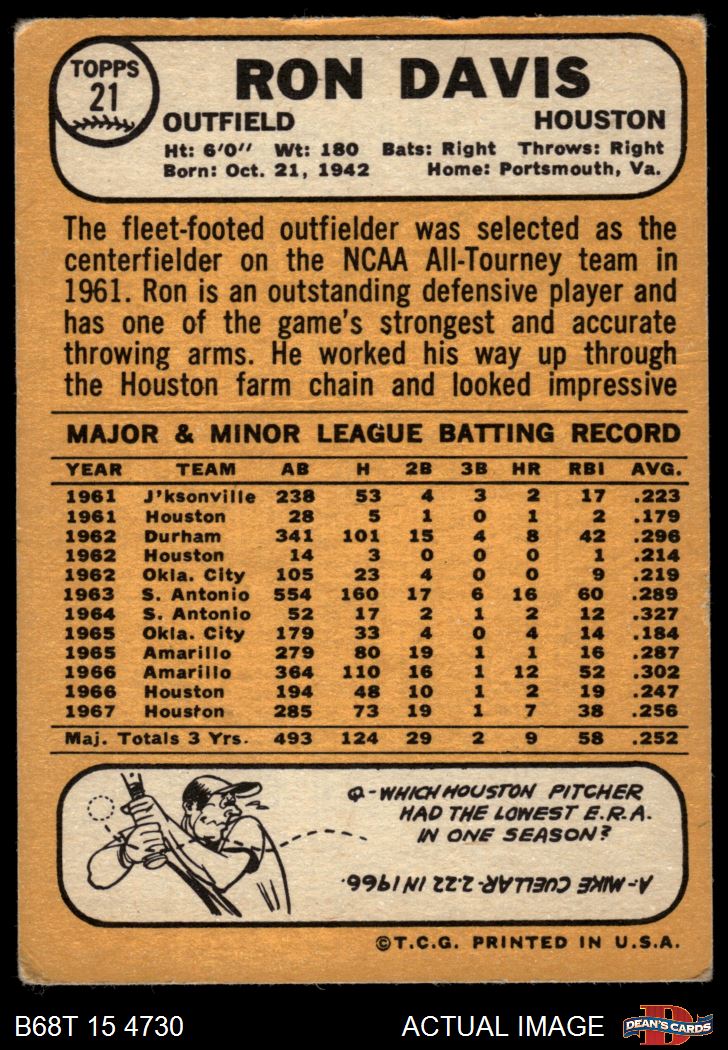 TOPPS
21
RON DAVIS
OUTFIELD HOUSTON
Ht: 6'0" Wt: 180 Bats: Right Throws: Right
Born: Oct. 21, 1942 Home: Portsmouth, Va.
The fleet-footed outfielder was selected as the
centerfielder on the NCAA All-Tourney team in
1961. Ron is an outstanding defensive player and
has one of the game's strongest and accurate
throwing arms. He worked his way up through
the Houston farm chain and looked impressive
MAJOR & MINOR LEAGUE BATTING RECORD
YEAR TEAM AB H 2B 3B HR RBI AVG.
1961 J'ksonville 238 53 4 3 2 17 .223
1961 Houston 28 5 1 0 1 2 .179
1962 Durham 341 101 15 4 8 42 .296
1962 Houston 14 3 0 0 0 1 .214
1962 Okla. City 105 23 4 0 0 9 .219
1963 S. Antonio 554 160 17 6 16 60 .289
1964 S. Antonio 52 17 2 1 2 12 .327
1965 Okla. City 179 33 4 0 4 14 .184
1965 Amarillo 279 80 19 1 1 16 .287
1966 Amarillo 364 110 16 1 12 52 .302
1966 Houston 194 48 10 1 2 19 .247
1967 Houston 285 73 19 1 7 38 .256
Maj. Totals 3 Yrs. 493 124 29 2 9 58 .252
Q-WHICH HOUSTON PITCHER
HAD THE LOWEST E.R.A.
IN ONE SEASON?
A-MIKE CUELLAR-2.22 IN 1966.
©T.C.G. PRINTED IN U.S.A.
B68T 15 4730 ACTUAL IMAGE
D
DEAN'S CARDS